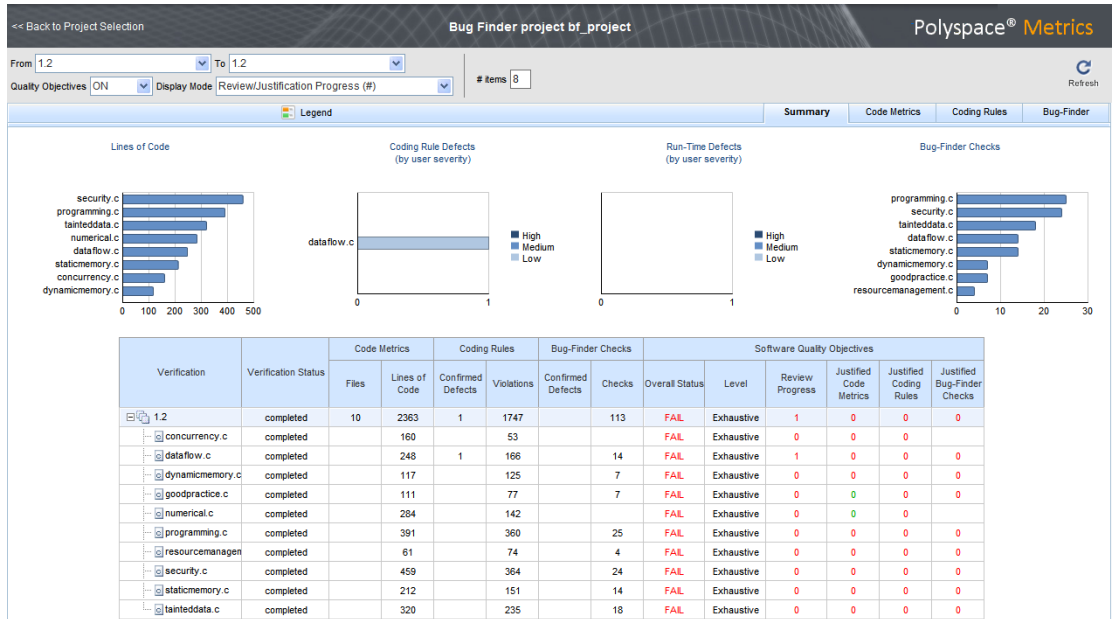 << Back to Project Selection
Bug Finder project bf_project
Polyspace® Metrics
From 1.2 To 1.2
Quality Objectives ON Display Mode Review/Justification Progress (#)
# items 8
Refresh
Legend
Summary Code Metrics Coding Rules Bug-Finder
Lines of Code
security.c
programming.c
tainteddata.c
numerical.c
dataflow.c
staticmemory.c
concurrency.c
dynamicmemory.c
0 100 200 300 400 500
Coding Rule Defects
(by user severity)
dataflow.c
High
Medium
Low
0 1
Run-Time Defects
(by user severity)
High
Medium
Low
0 1
Bug-Finder Checks
programming.c
security.c
tainteddata.c
dataflow.c
staticmemory.c
dynamicmemory.c
goodpractice.c
resourcemanagement.c
0 10 20 30
Verification Verification Status Code Metrics Coding Rules Bug-Finder Checks Software Quality Objectives
Files Lines of Code Confirmed Defects Violations Confirmed Defects Checks Overall Status Level Review Progress Justified Code Metrics Justified Coding Rules Justified Bug-Finder Checks
1.2 completed 10 2363 1 1747 113 FAIL Exhaustive 1 0 0 0
concurrency.c completed 160 53 FAIL Exhaustive 0 0 0
dataflow.c completed 248 1 166 14 FAIL Exhaustive 1 0 0 0
dynamicmemory.c completed 117 125 7 FAIL Exhaustive 0 0 0 0
goodpractice.c completed 111 77 7 FAIL Exhaustive 0 0 0 0
numerical.c completed 284 142 FAIL Exhaustive 0 0 0
programming.c completed 391 360 25 FAIL Exhaustive 0 0 0 0
resourcemanagen completed 61 74 4 FAIL Exhaustive 0 0 0 0
security.c completed 459 364 24 FAIL Exhaustive 0 0 0 0
staticmemory.c completed 212 151 14 FAIL Exhaustive 0 0 0 0
tainteddata.c completed 320 235 18 FAIL Exhaustive 0 0 0 0